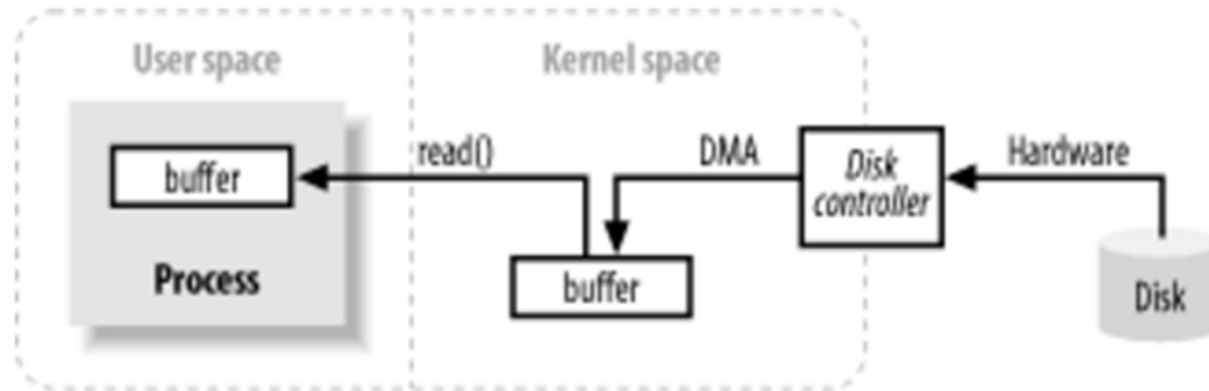 User space
Kernel space
read()
DMA
Disk
controller
Hardware
buffer
buffer
Process
Disk